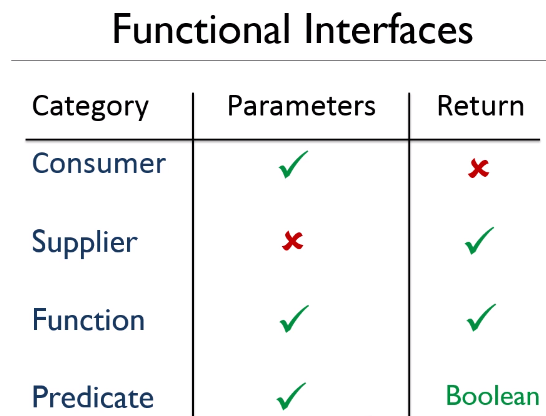 Functional Interfaces
Category Parameters Return
Consumer ✓ ✘
Supplier ✘ ✓
Function ✓ ✓
Predicate ✓ Boolean